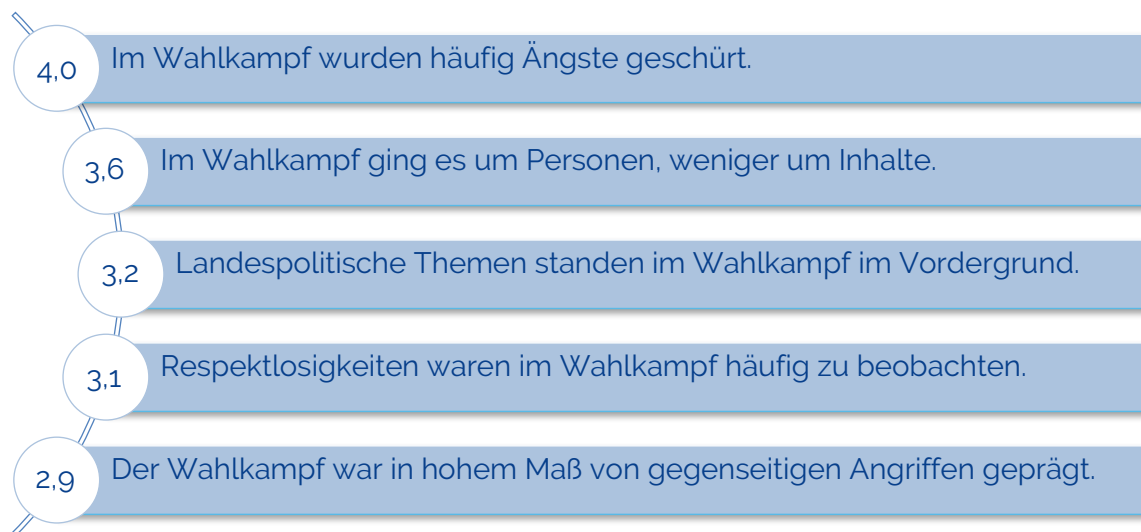 4,0 Im Wahlkampf wurden häufig Ängste geschürt.
3,6 Im Wahlkampf ging es um Personen, weniger um Inhalte.
3,2 Landespolitische Themen standen im Wahlkampf im Vordergrund.
3,1 Respektlosigkeiten waren im Wahlkampf häufig zu beobachten.
2,9 Der Wahlkampf war in hohem Maß von gegenseitigen Angriffen geprägt.